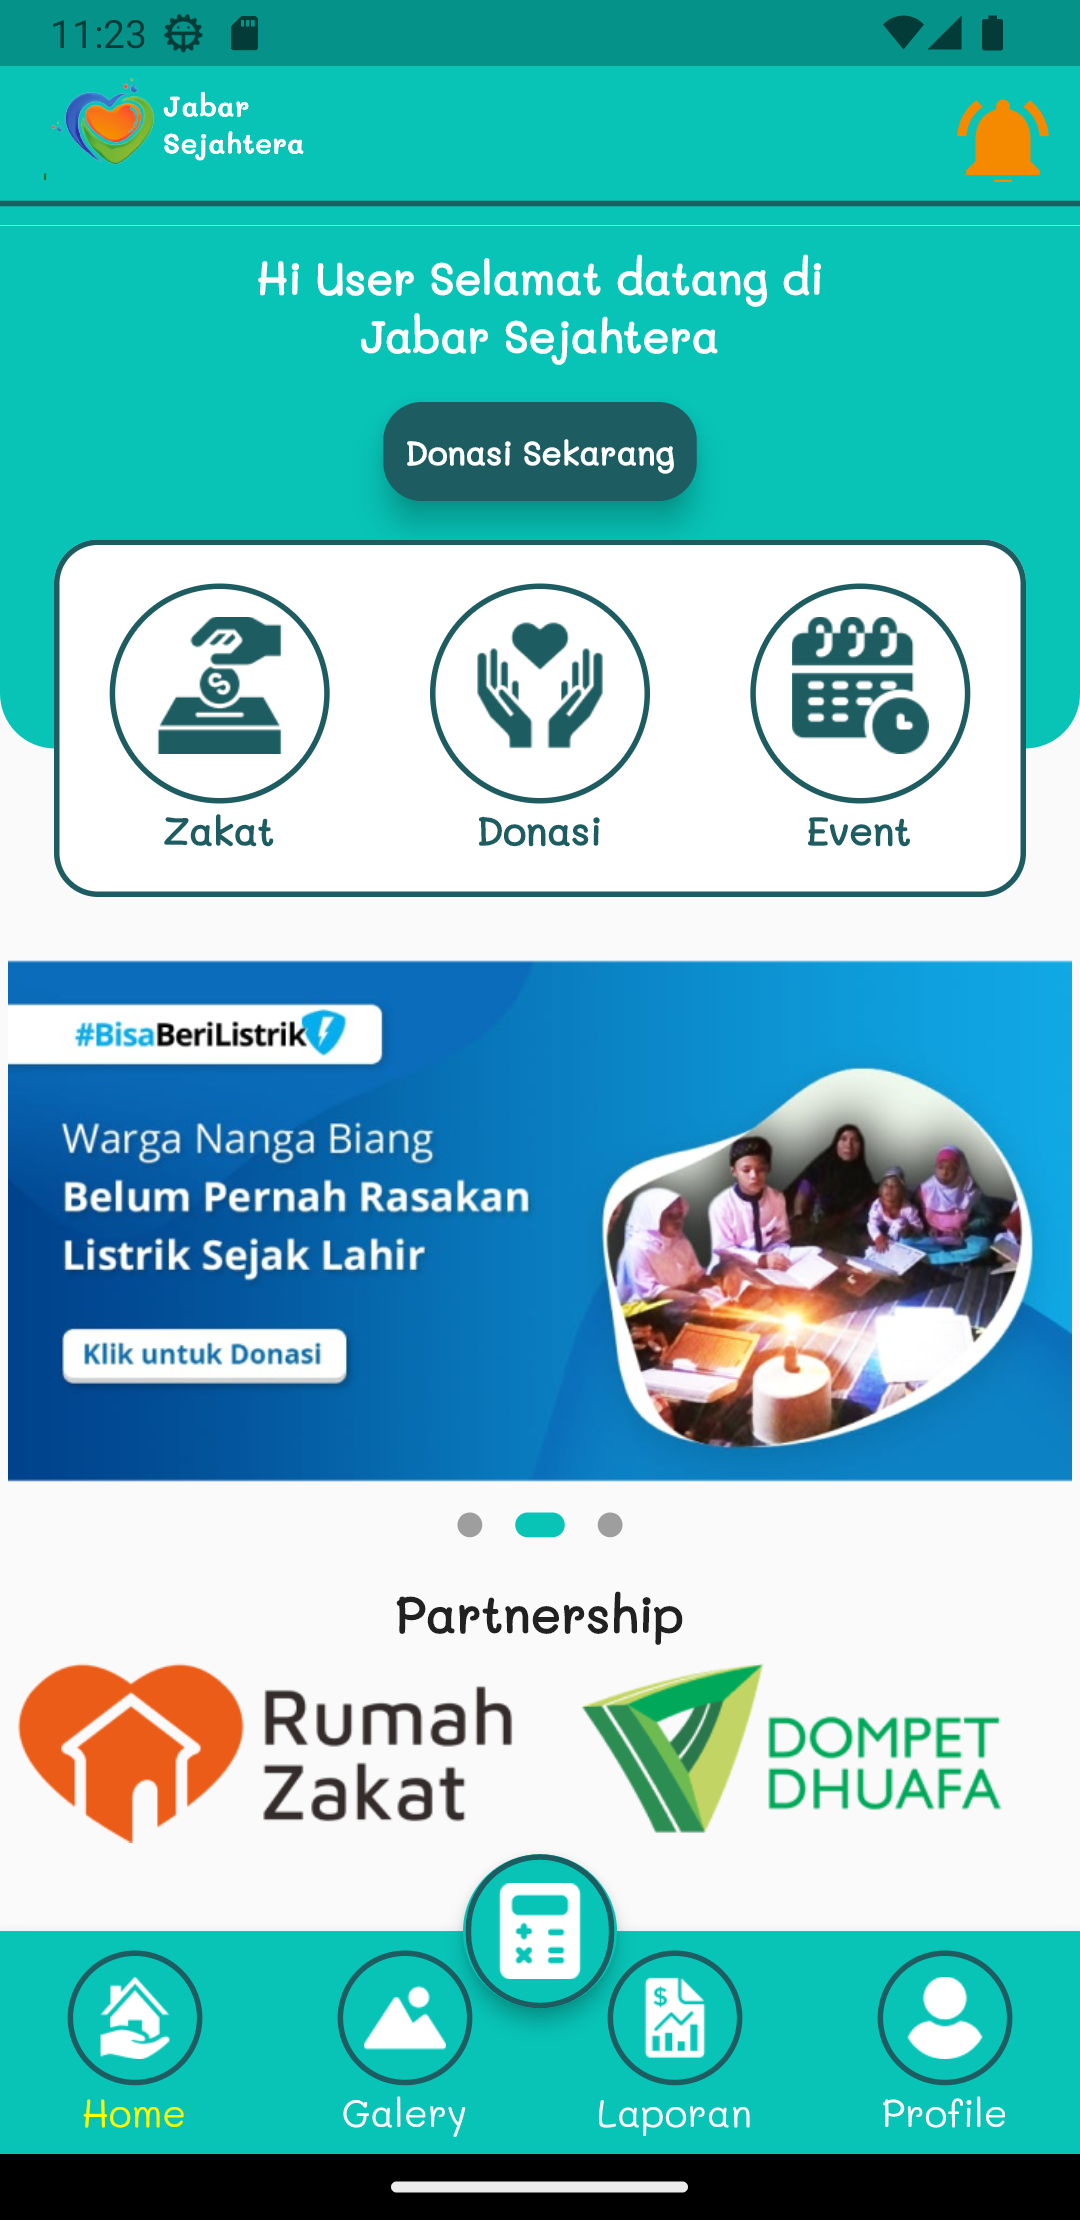 11:23
Jabar
Sejahtera
Hi User Selamat datang di
Jabar Sejahtera
Donasi Sekarang
Zakat
Donasi
Event
#BisaBeriListrik
Warga Nanga Biang
Belum Pernah Rasakan
Listrik Sejak Lahir
Klik untuk Donasi
Partnership
Rumah
Zakat
DOMPET
DHUAFA
Home
Galery
Laporan
Profile